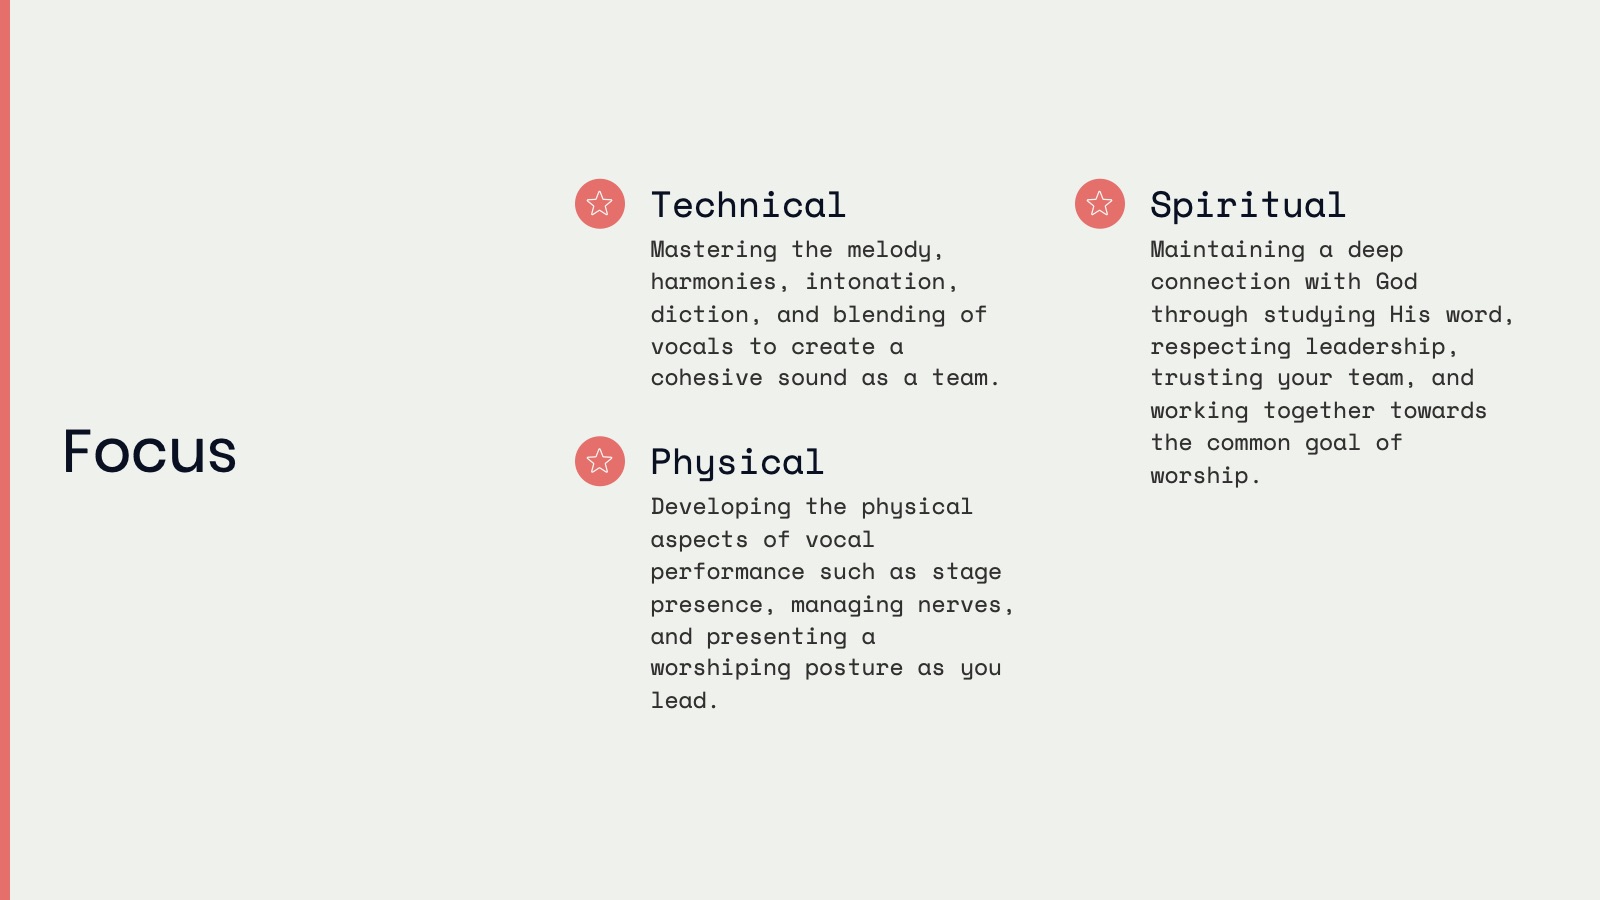 Focus
Technical
Mastering the melody,
harmonies, intonation,
diction, and blending of
vocals to create a
cohesive sound as a team.
Physical
Developing the physical
aspects of vocal
performance such as stage
presence, managing nerves,
and presenting a
worshiping posture as you
lead.
Spiritual
Maintaining a deep
connection with God
through studying His word,
respecting leadership,
trusting your team, and
working together towards
the common goal of
worship.